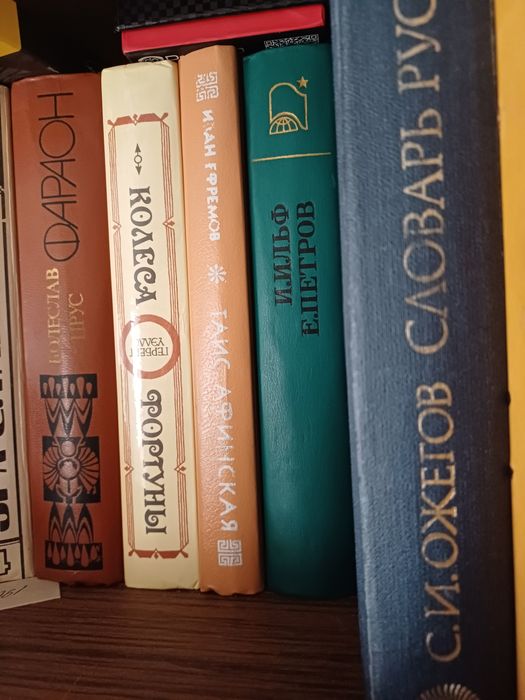 ФАРАОН
БОЛЕСЛАВ
ПРУС
КОЛЕСА
ГЕРБЕРТ
УЭЛЛС
ФОРТУНЫ
ИВАН ЕФРЕМОВ
ТАИС АФИНСКАЯ
И.ИЛЬФ
Е.ПЕТРОВ
С.И.ОЖЕГОВ СЛОВАРЬ РУС